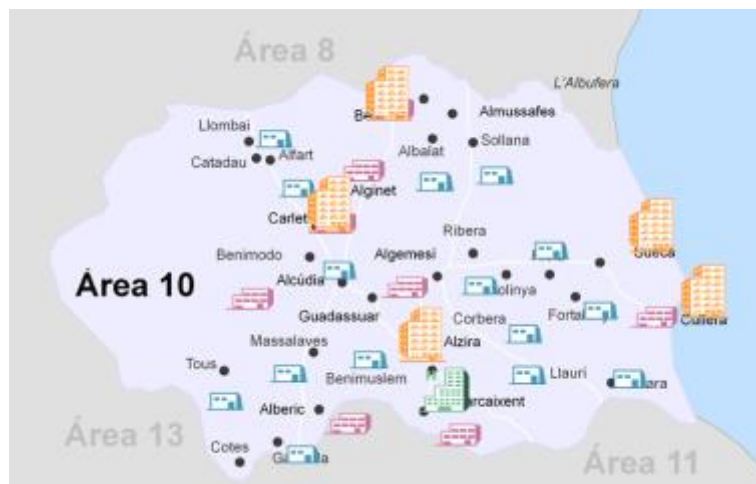 Área 8
L'Albufera
Almussafes
Llombai
Alfart
Albalat
Sollana
Catadau
Alginet
Carlet
Ribera
Benimodo
Algemesí
Área 10
Alcúdia
Guadassuar
Corbera
Cullera
Massalaves
Alzira
Tous
Benimuslem
Llauri
Alberic
Área 13
Cotes
Área 11